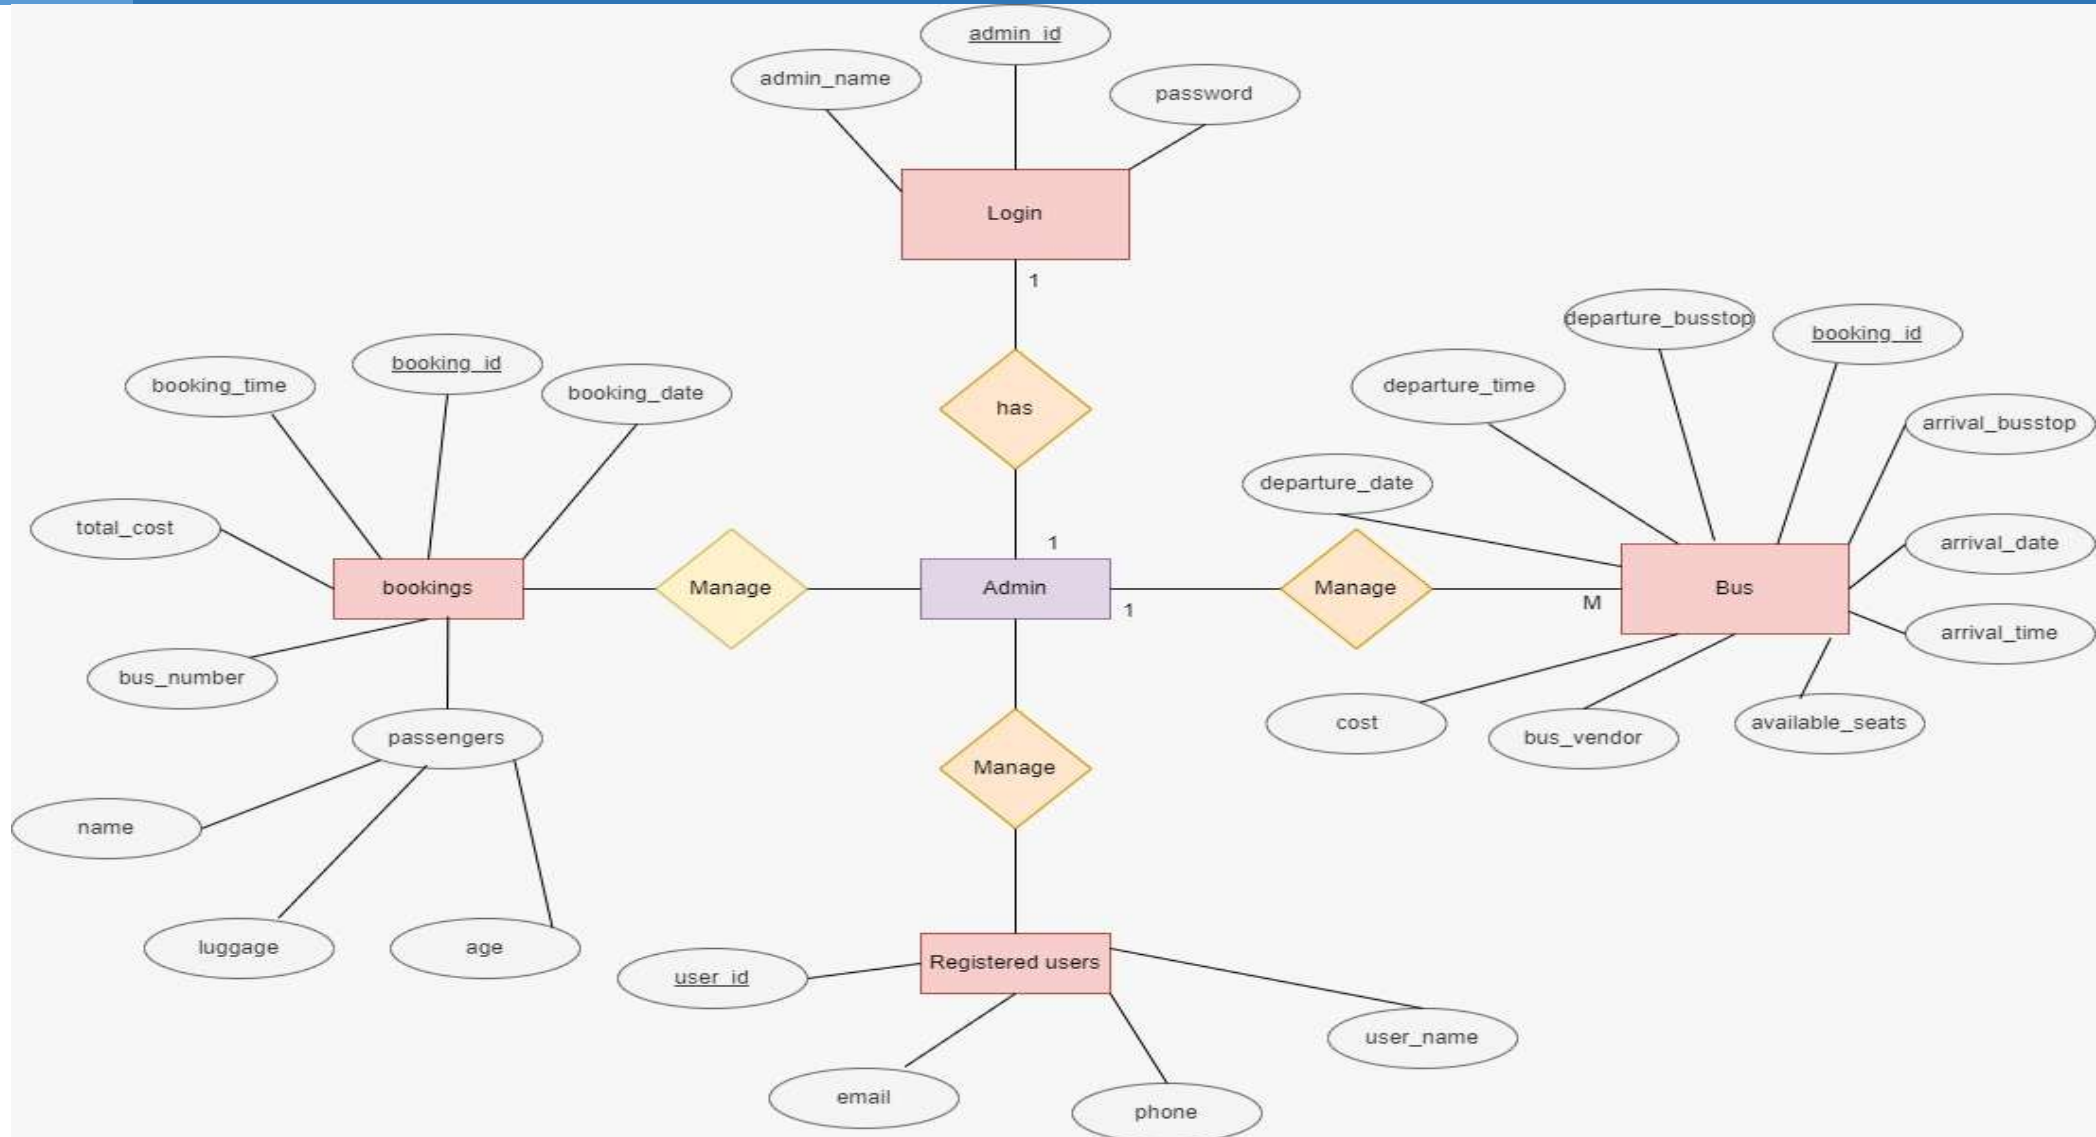 admin_id
admin_name
password
Login
1
departure_busstop
booking_id
booking_id
booking_time
booking_date
departure_time
has
arrival_busstop
departure_date
total_cost
1
arrival_date
bookings
Manage
Admin
Manage
Bus
1
M
arrival_time
bus_number
passengers
Manage
cost
bus_vendor
available_seats
name
luggage
age
Registered users
user_id
user_name
email
phone